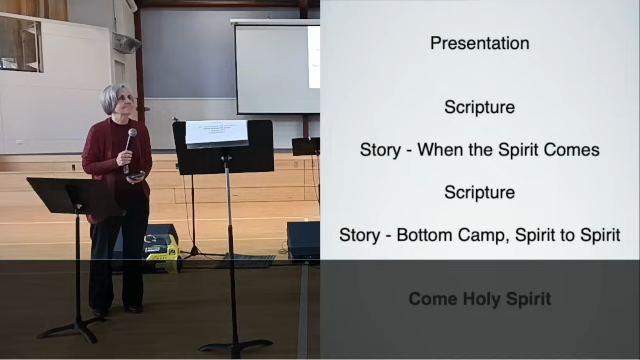 Presentation
Scripture
Story - When the Spirit Comes
Scripture
Story - Bottom Camp, Spirit to Spirit
Come Holy Spirit